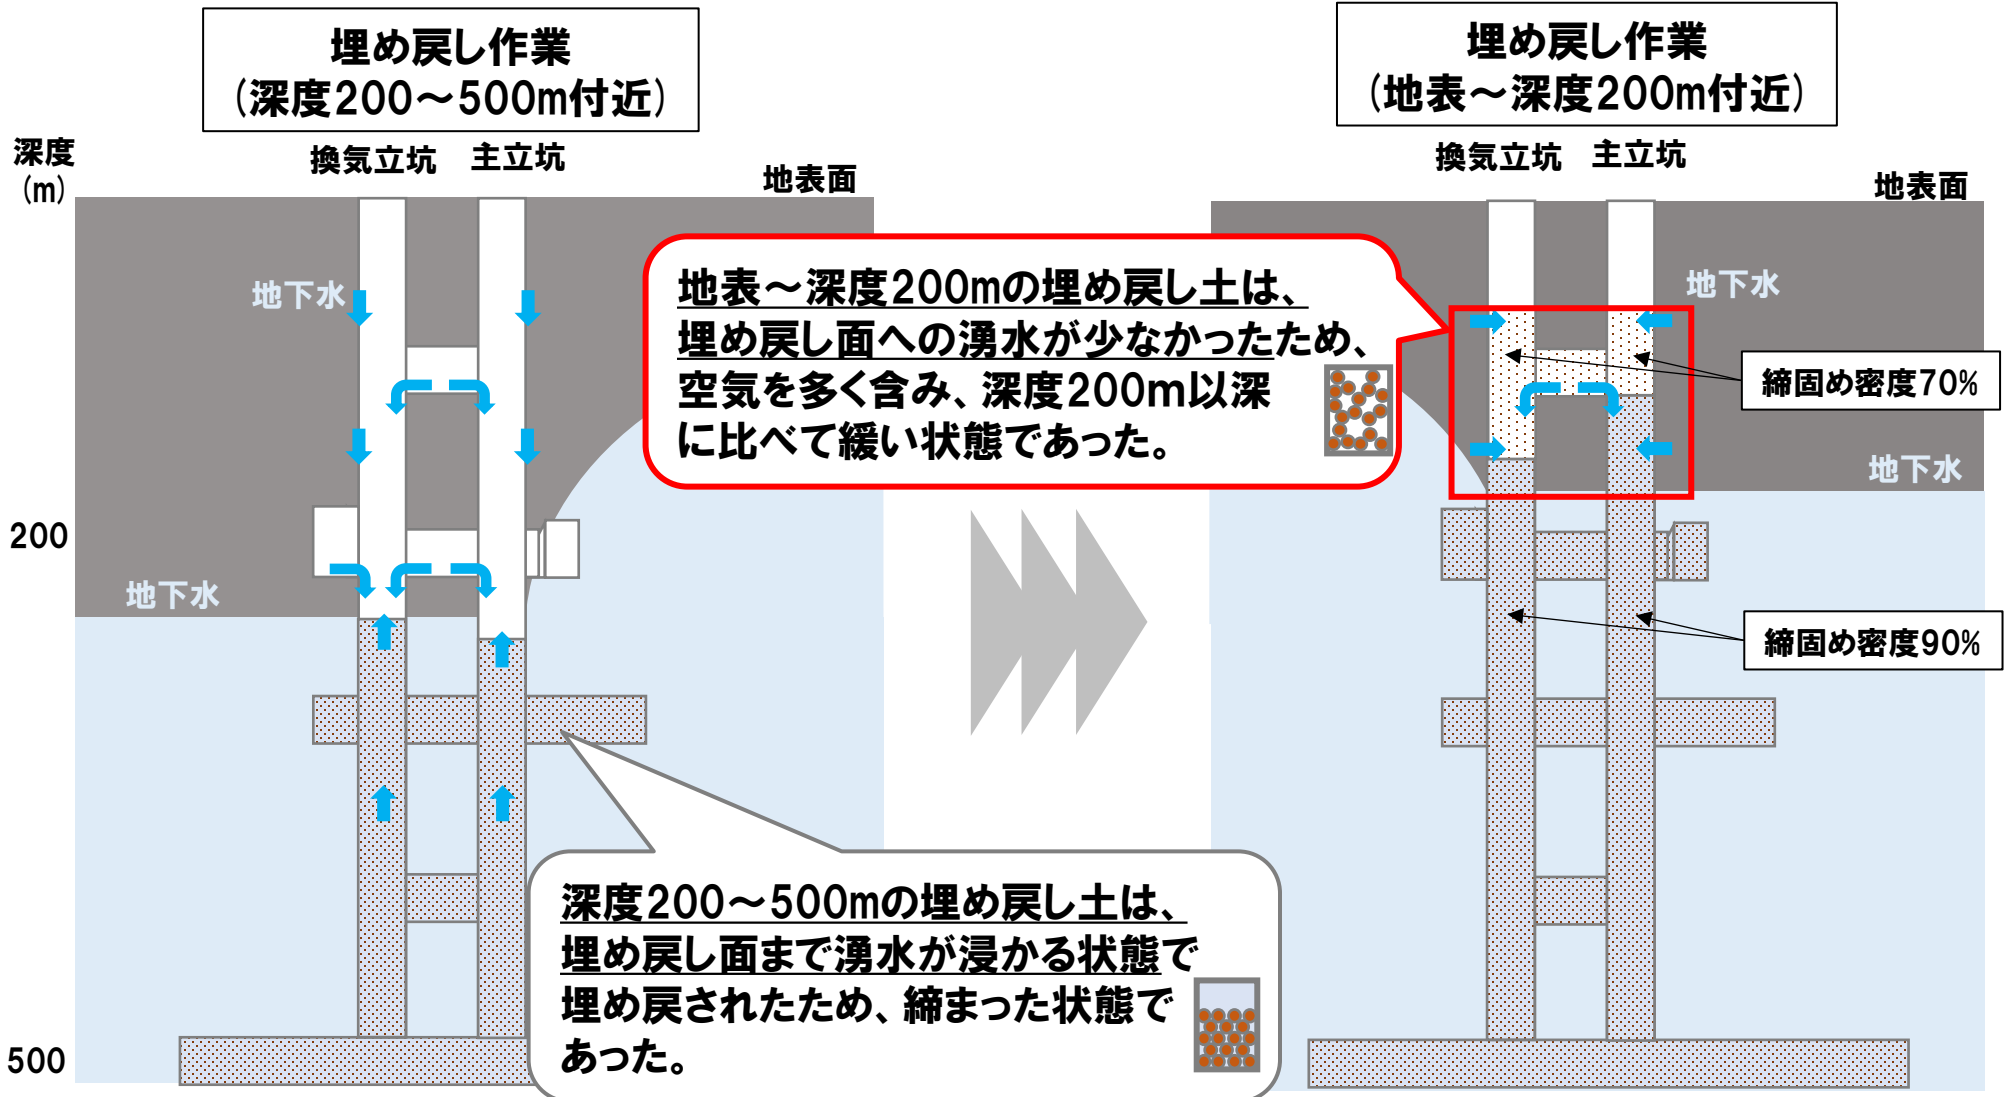 埋め戻し作業
(深度200～500m付近)
換気立坑 主立坑
深度
(m)
地表面
地下水
200
地下水
500
深度200～500mの埋め戻し土は、
埋め戻し面まで湧水が浸かる状態で
埋め戻されたため、締まった状態で
あった。
地表～深度200mの埋め戻し土は、
埋め戻し面への湧水が少なかったため、
空気を多く含み、深度200m以深
に比べて緩い状態であった。
埋め戻し作業
(地表～深度200m付近)
換気立坑 主立坑
地表面
地下水
締固め密度70%
地下水
締固め密度90%